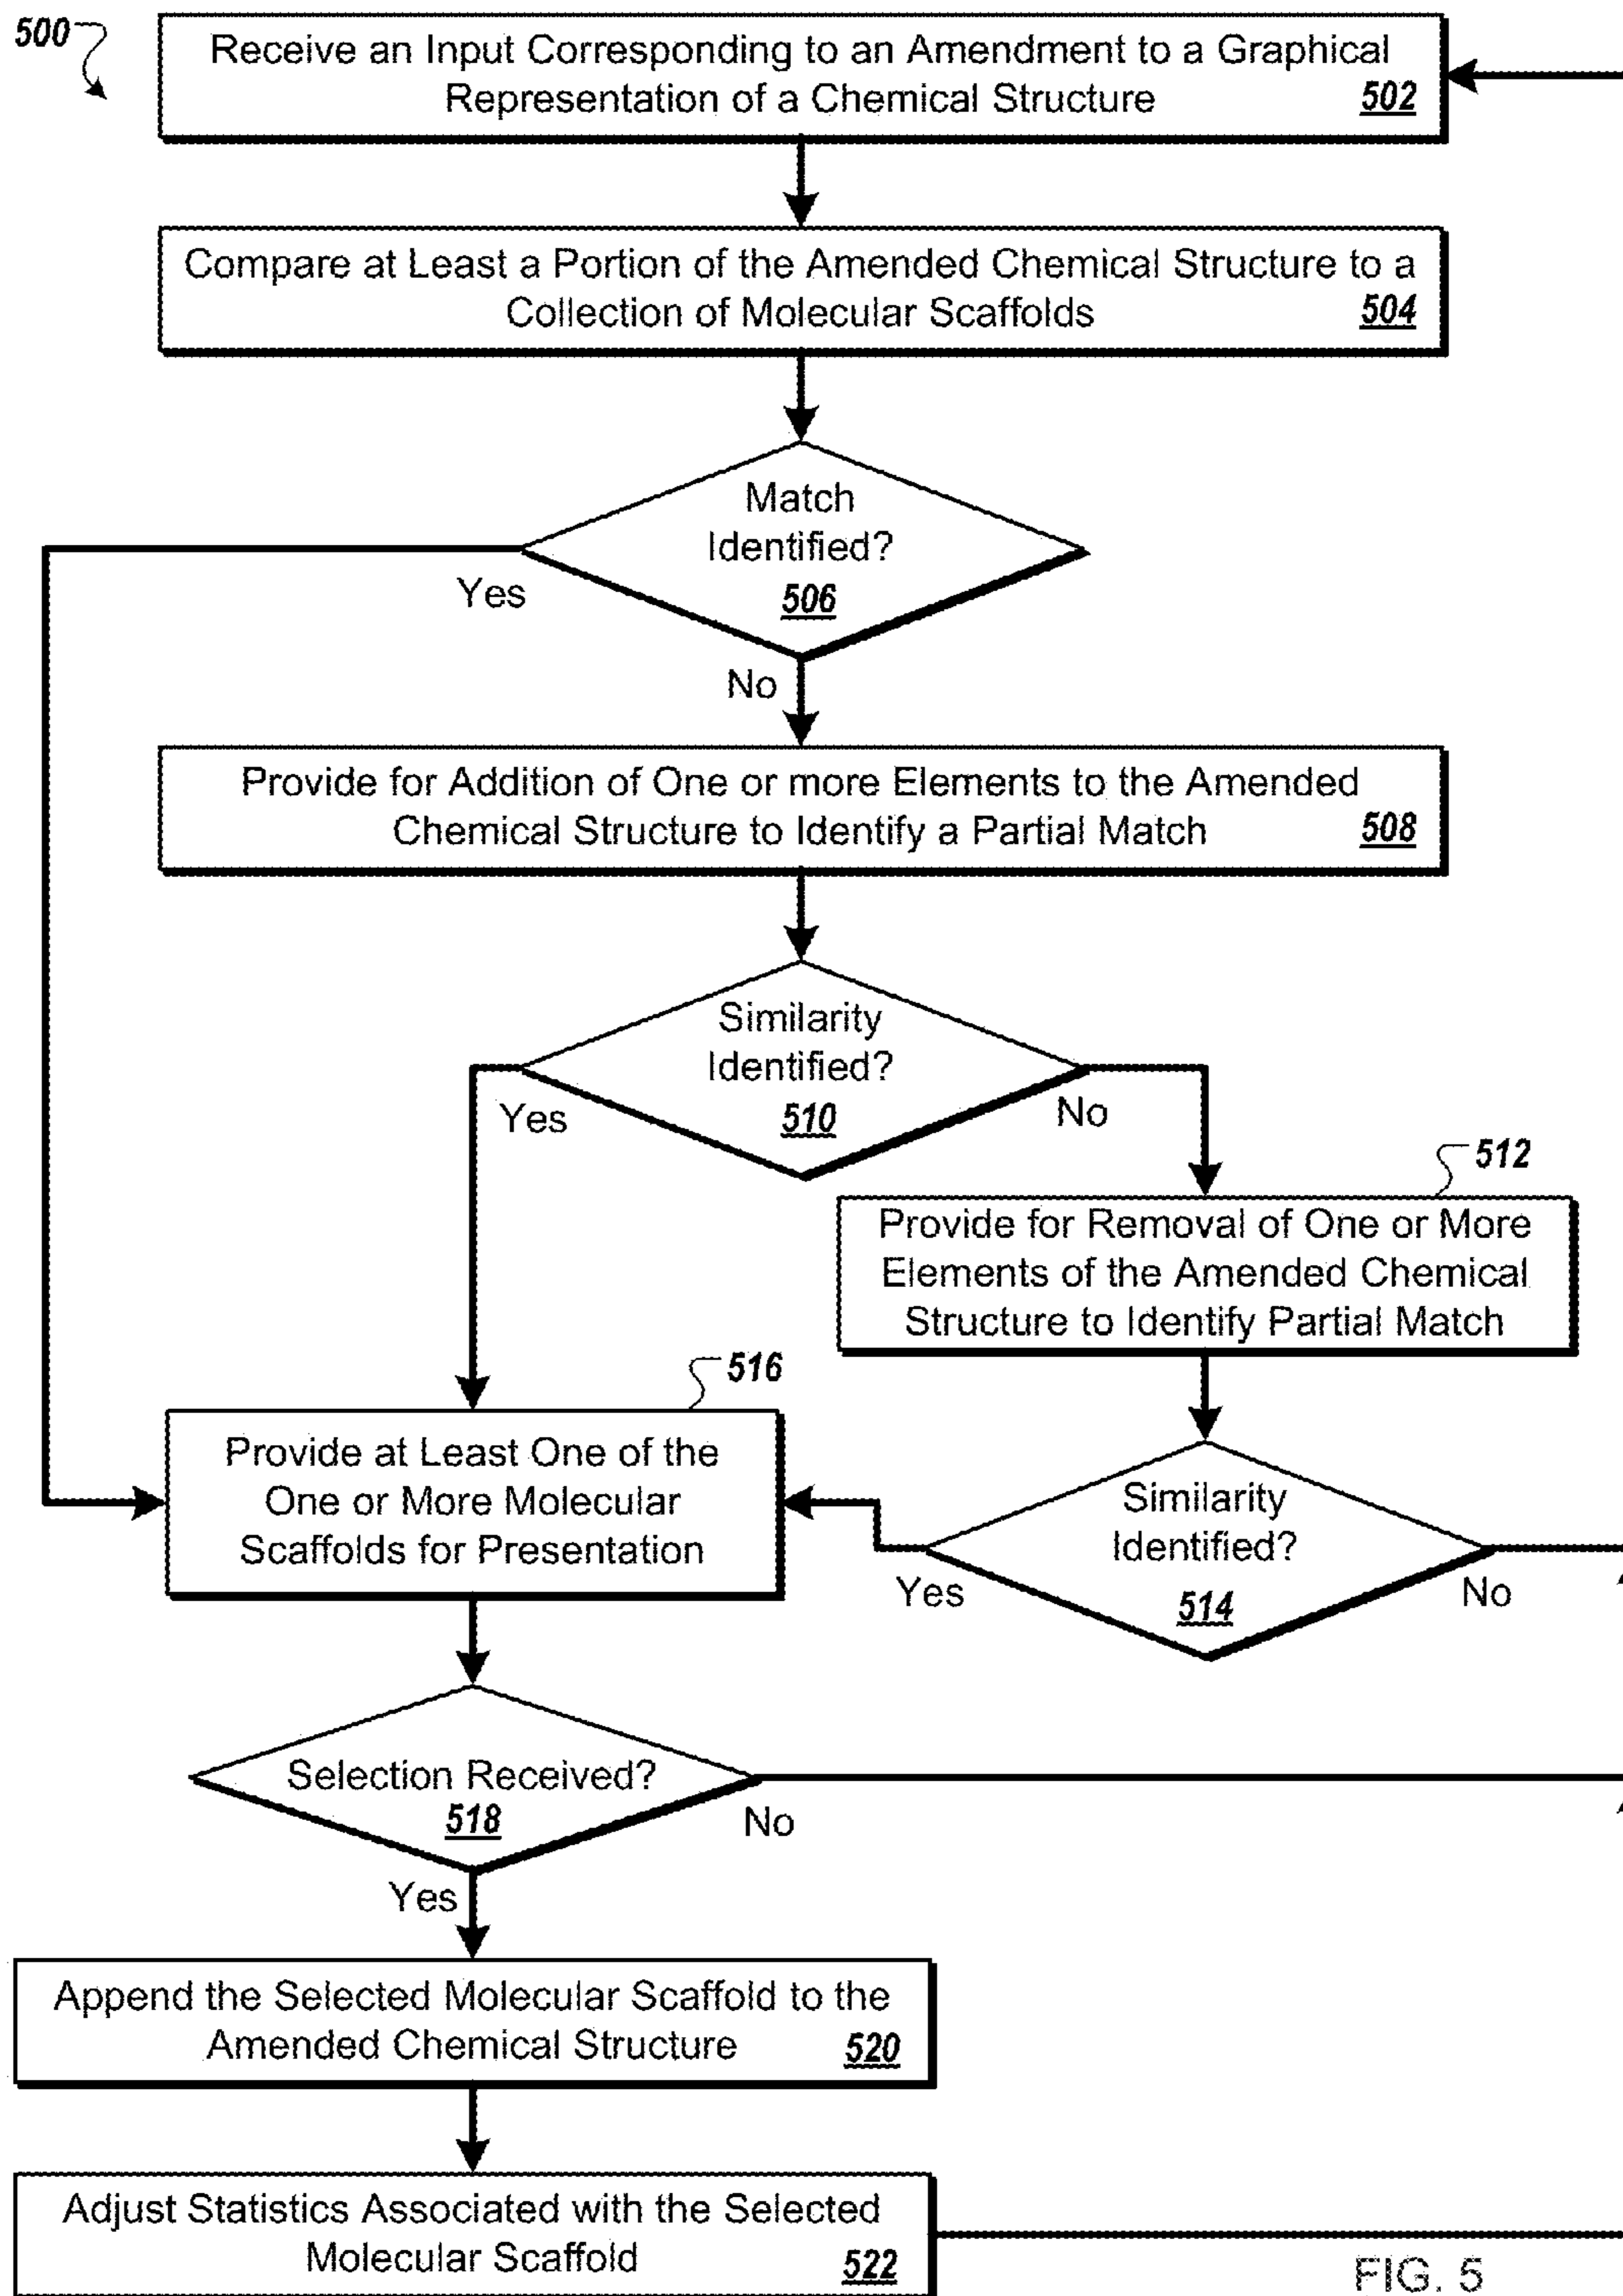 500
Receive an Input Corresponding to an Amendment to a Graphical
Representation of a Chemical Structure
502
Compare at Least a Portion of the Amended Chemical Structure to a
Collection of Molecular Scaffolds
504
Match
Identified?
506
Yes
No
Provide for Addition of One or more Elements to the Amended
Chemical Structure to Identify a Partial Match
508
Similarity
Identified?
510
Yes
No
512
Provide for Removal of One or More
Elements of the Amended Chemical
Structure to Identify Partial Match
516
Provide at Least One of the
One or More Molecular
Scaffolds for Presentation
Similarity
Identified?
514
Yes
No
Selection Received?
518
No
Yes
Append the Selected Molecular Scaffold to the
Amended Chemical Structure
520
Adjust Statistics Associated with the Selected
Molecular Scaffold
522
FIG. 5